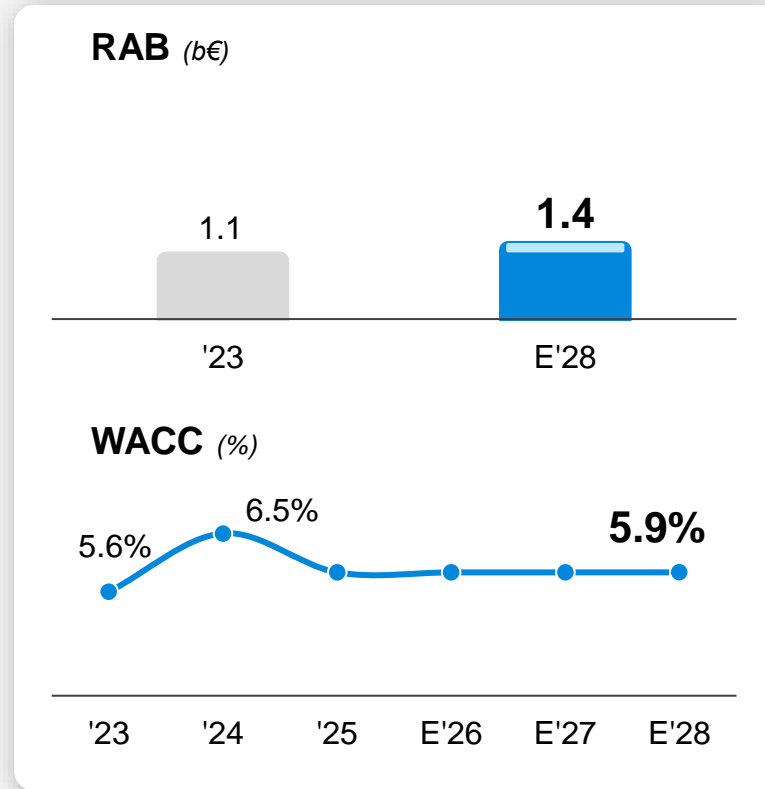 RAB (b€)
1.1
1.4
'23
E'28
WACC (%)
5.6%
6.5%
5.9%
'23
'24
'25
E'26
E'27
E'28